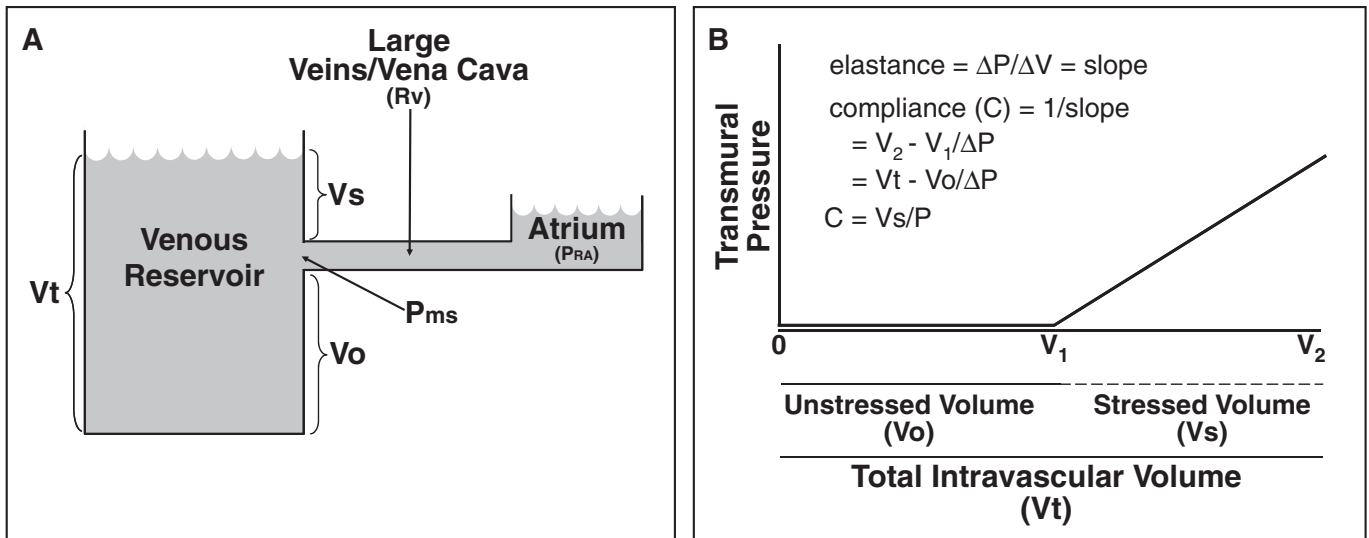 A
Large
Veins/Vena Cava
(Rv)
Vs
Venous
Reservoir
Atrium
(PRA)
Vt
Pms
Vo
B
Transmural
Pressure
elastance = ΔP/ΔV = slope
compliance (C) = 1/slope
= V2 - V1/ΔP
= Vt - Vo/ΔP
C = Vs/P
0
V1
V2
Unstressed Volume
(Vo)
Stressed Volume
(Vs)
Total Intravascular Volume
(Vt)